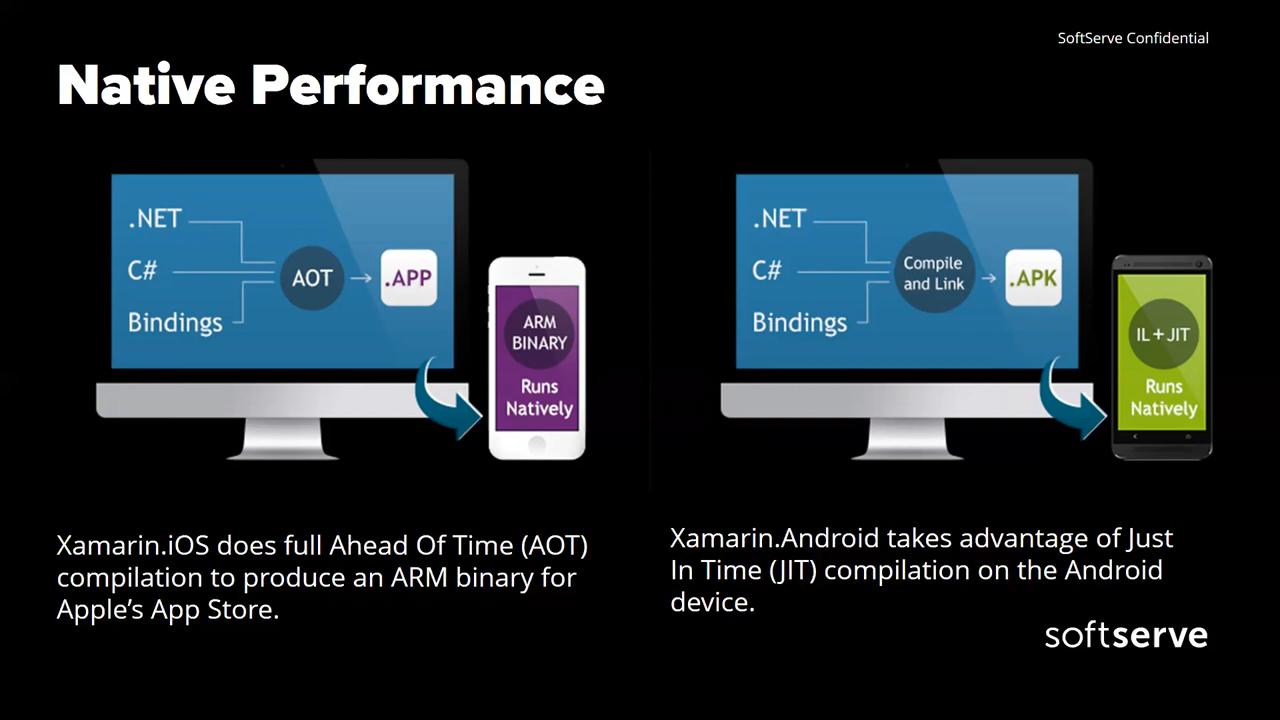 SoftServe Confidential
Native Performance
.NET
C#
Bindings
AOT
.APP
ARM
BINARY
Runs
Natively
.NET
C#
Bindings
Compile
and Link
.APK
IL + JIT
Runs
Natively
Xamarin.iOS does full Ahead Of Time (AOT)
compilation to produce an ARM binary for
Apple’s App Store.
Xamarin.Android takes advantage of Just
In Time (JIT) compilation on the Android
device.
softserve